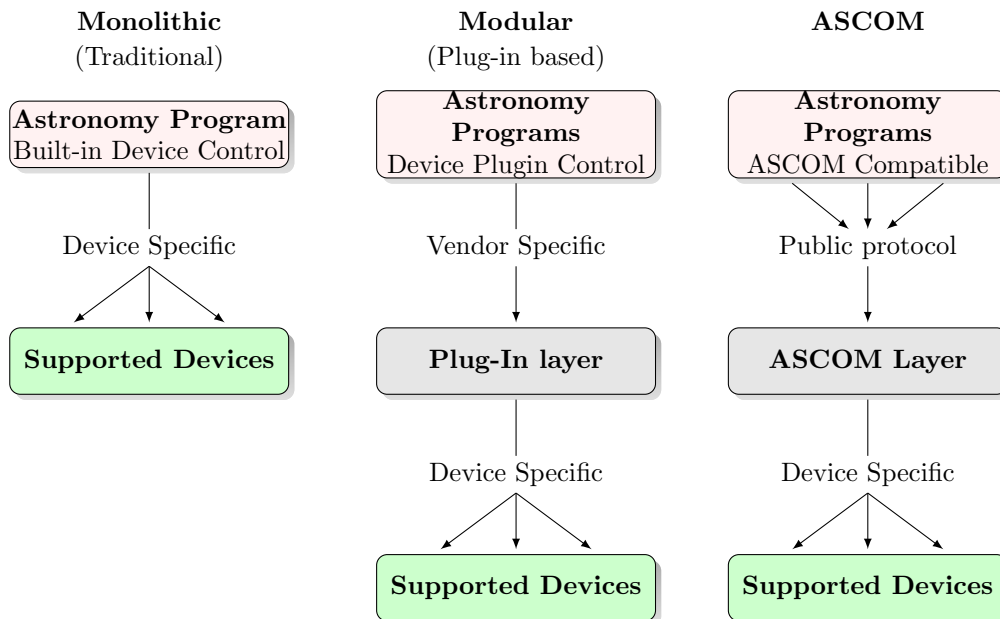 Monolithic
(Traditional)
Astronomy Program
Built-in Device Control
Device Specific
Supported Devices
Modular
(Plug-in based)
Astronomy
Programs
Device Plugin Control
Vendor Specific
Plug-In layer
Device Specific
Supported Devices
ASCOM
Astronomy
Programs
ASCOM Compatible
Public protocol
ASCOM Layer
Device Specific
Supported Devices